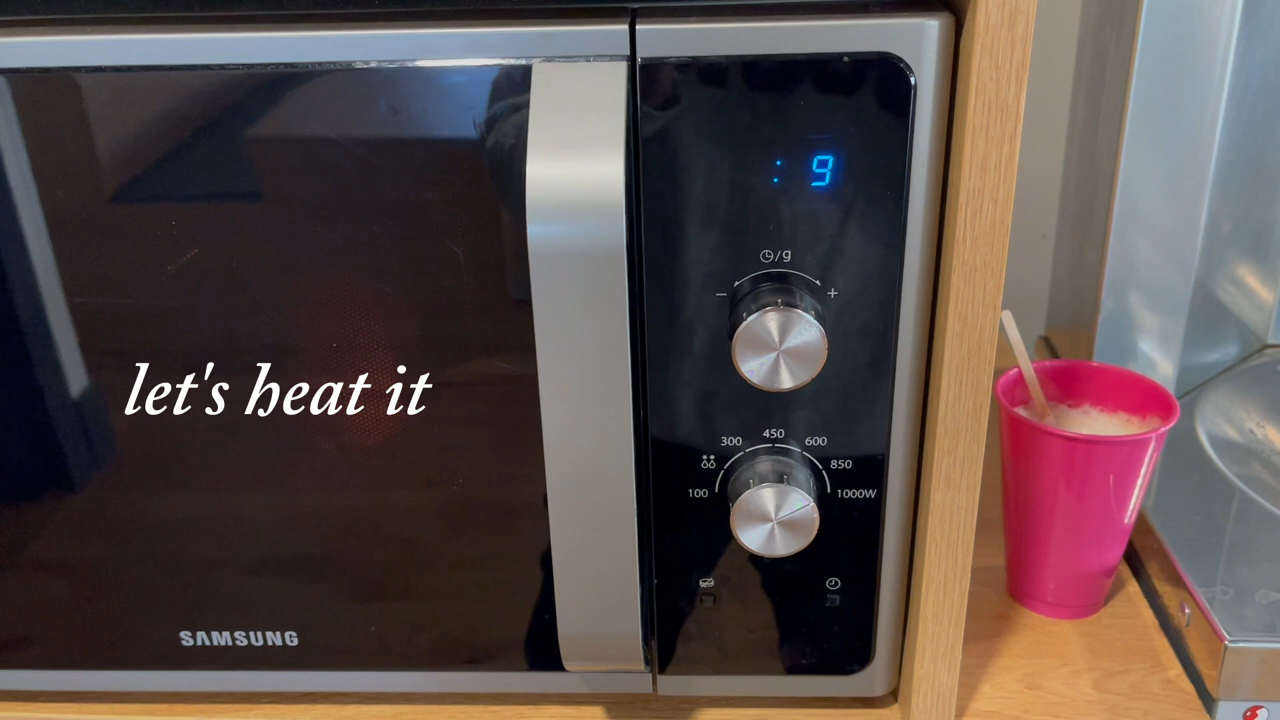 : 9
/g
- +
300 450 600
850
100 1000W
let's heat it
SAMSUNG